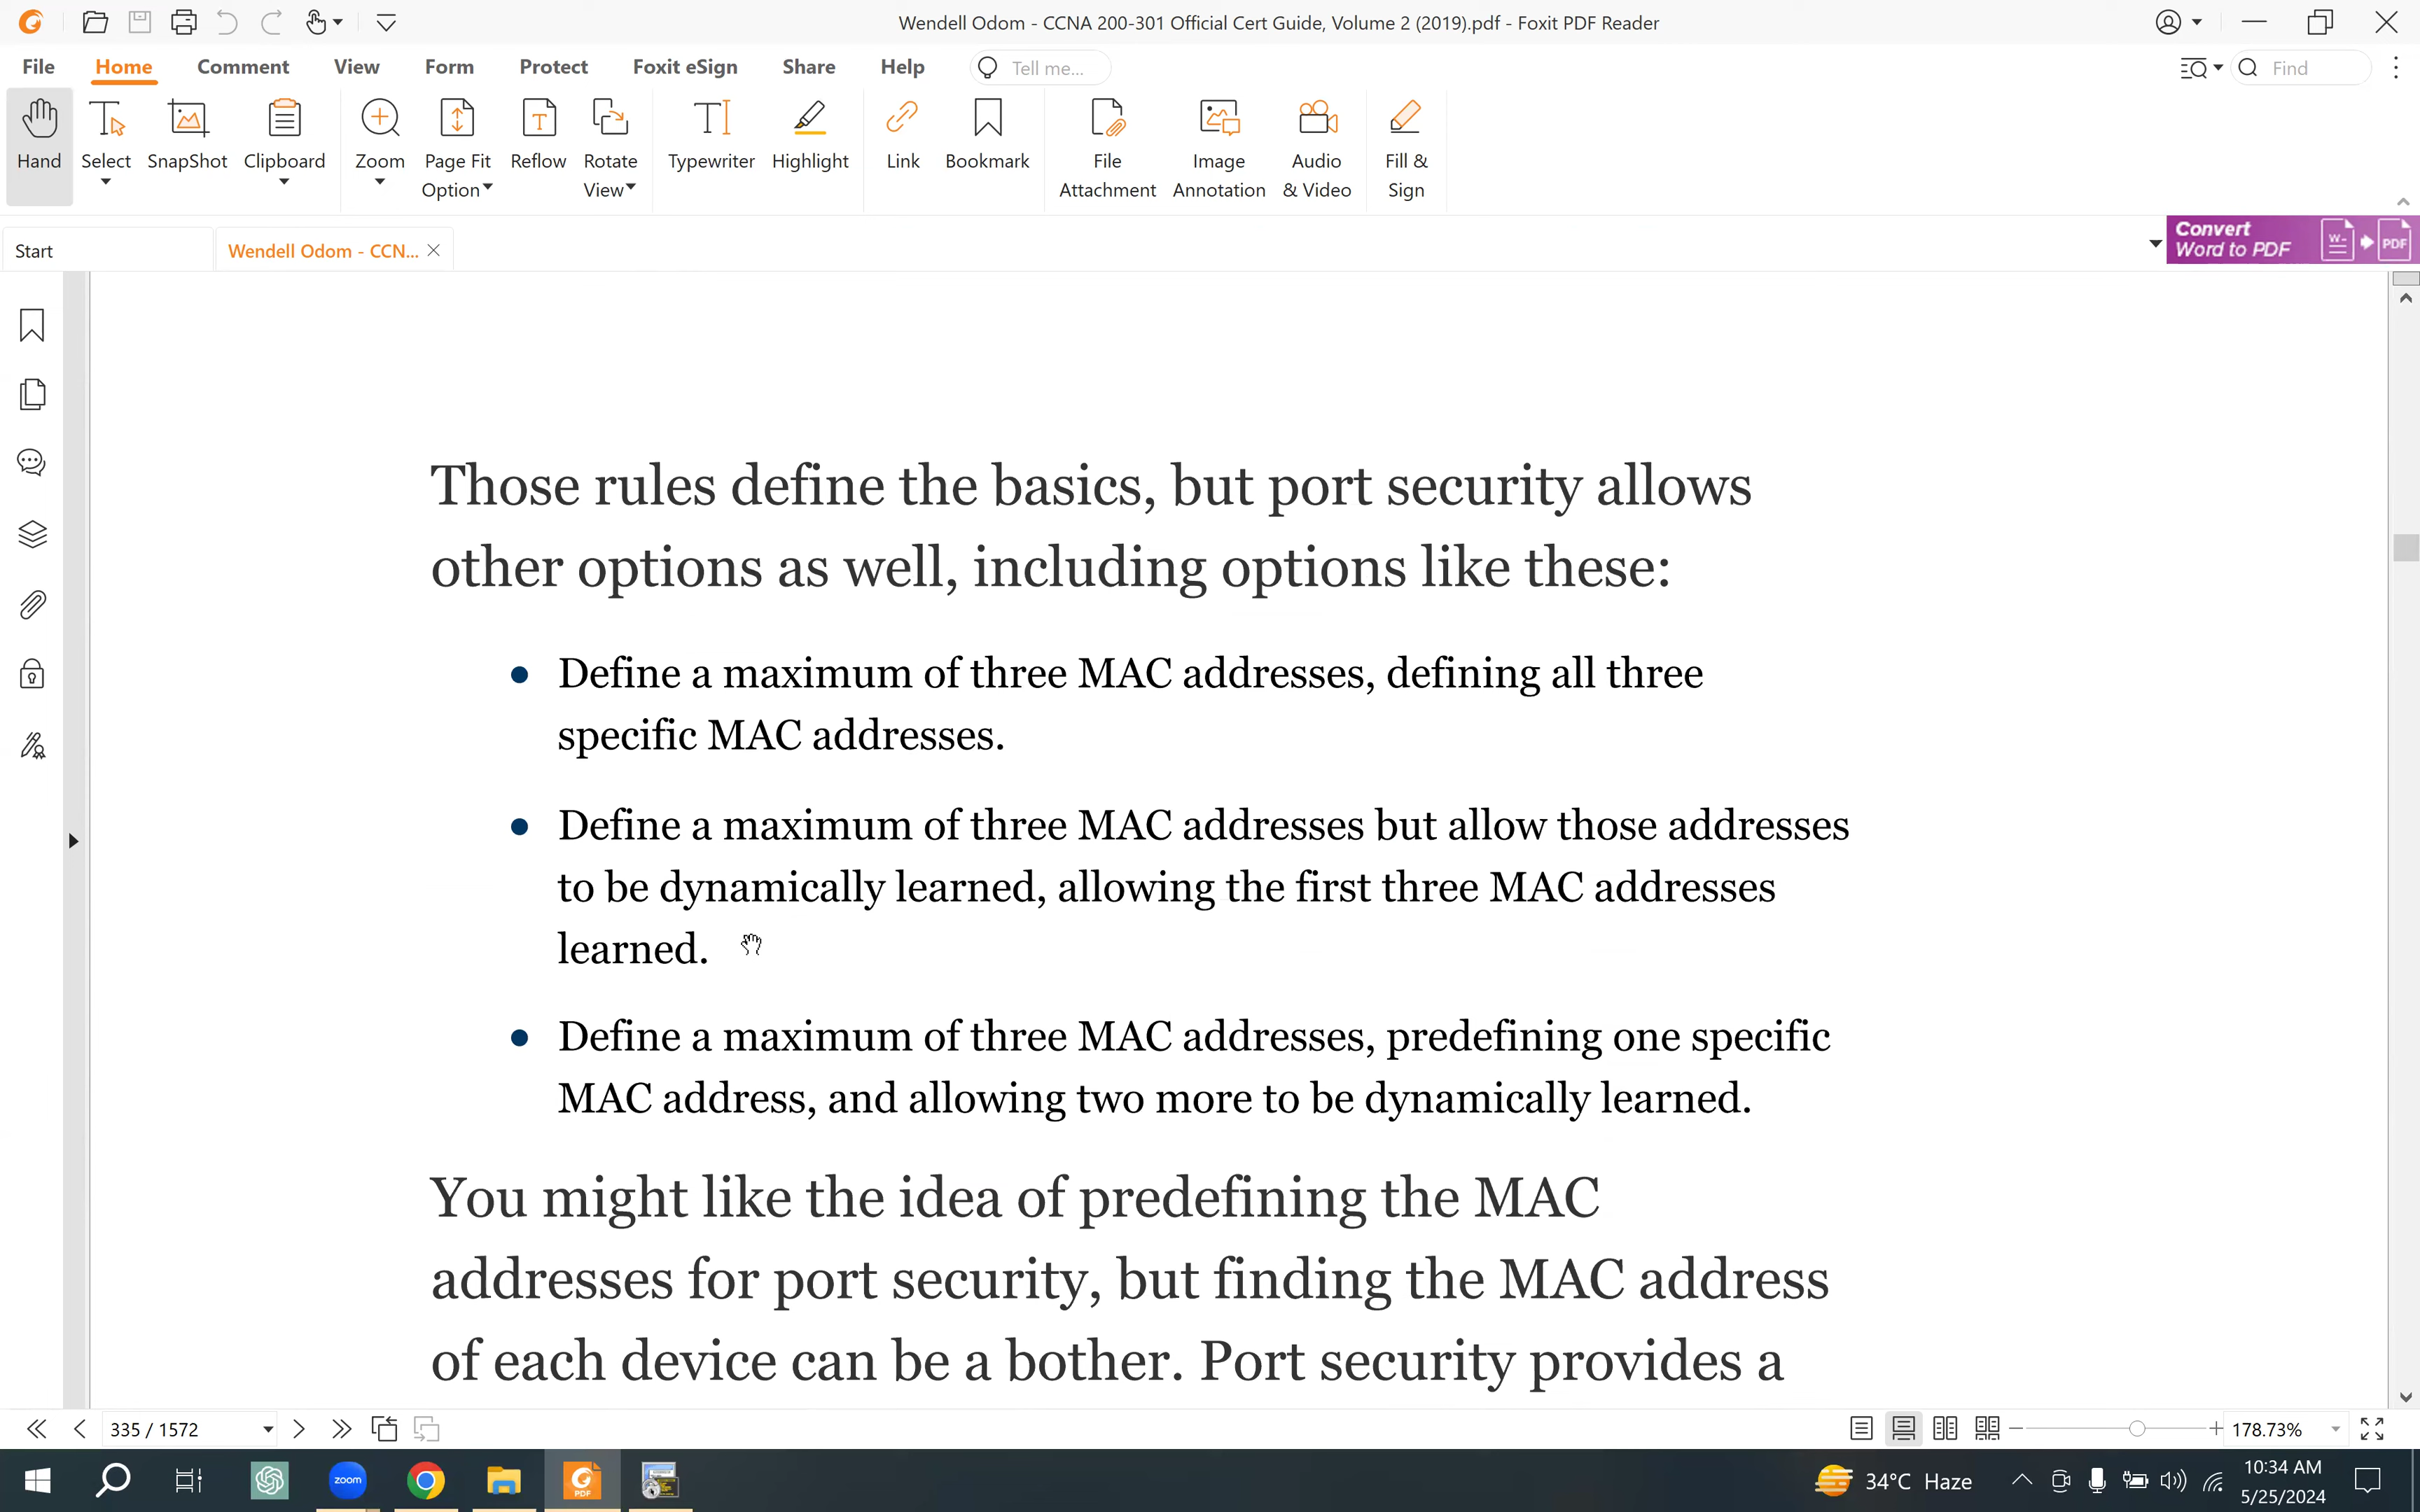 Wendell Odom - CCNA 200-301 Official Cert Guide, Volume 2 (2019).pdf - Foxit PDF Reader
File Home Comment View Form Protect Foxit eSign Share Help Tell me... Find
Hand Select SnapShot Clipboard Zoom Page Fit Option Reflow Rotate View Typewriter Highlight Link Bookmark File Attachment Image Annotation Audio & Video Fill & Sign
Start Wendell Odom - CCN...
Convert
Word to PDF
W PDF
Those rules define the basics, but port security allows
other options as well, including options like these:
• Define a maximum of three MAC addresses, defining all three
specific MAC addresses.
• Define a maximum of three MAC addresses but allow those addresses
to be dynamically learned, allowing the first three MAC addresses
learned.
• Define a maximum of three MAC addresses, predefining one specific
MAC address, and allowing two more to be dynamically learned.
You might like the idea of predefining the MAC
addresses for port security, but finding the MAC address
of each device can be a bother. Port security provides a
335 / 1572 178.73%
zoom PDF 34°C Haze 10:34 AM
5/25/2024